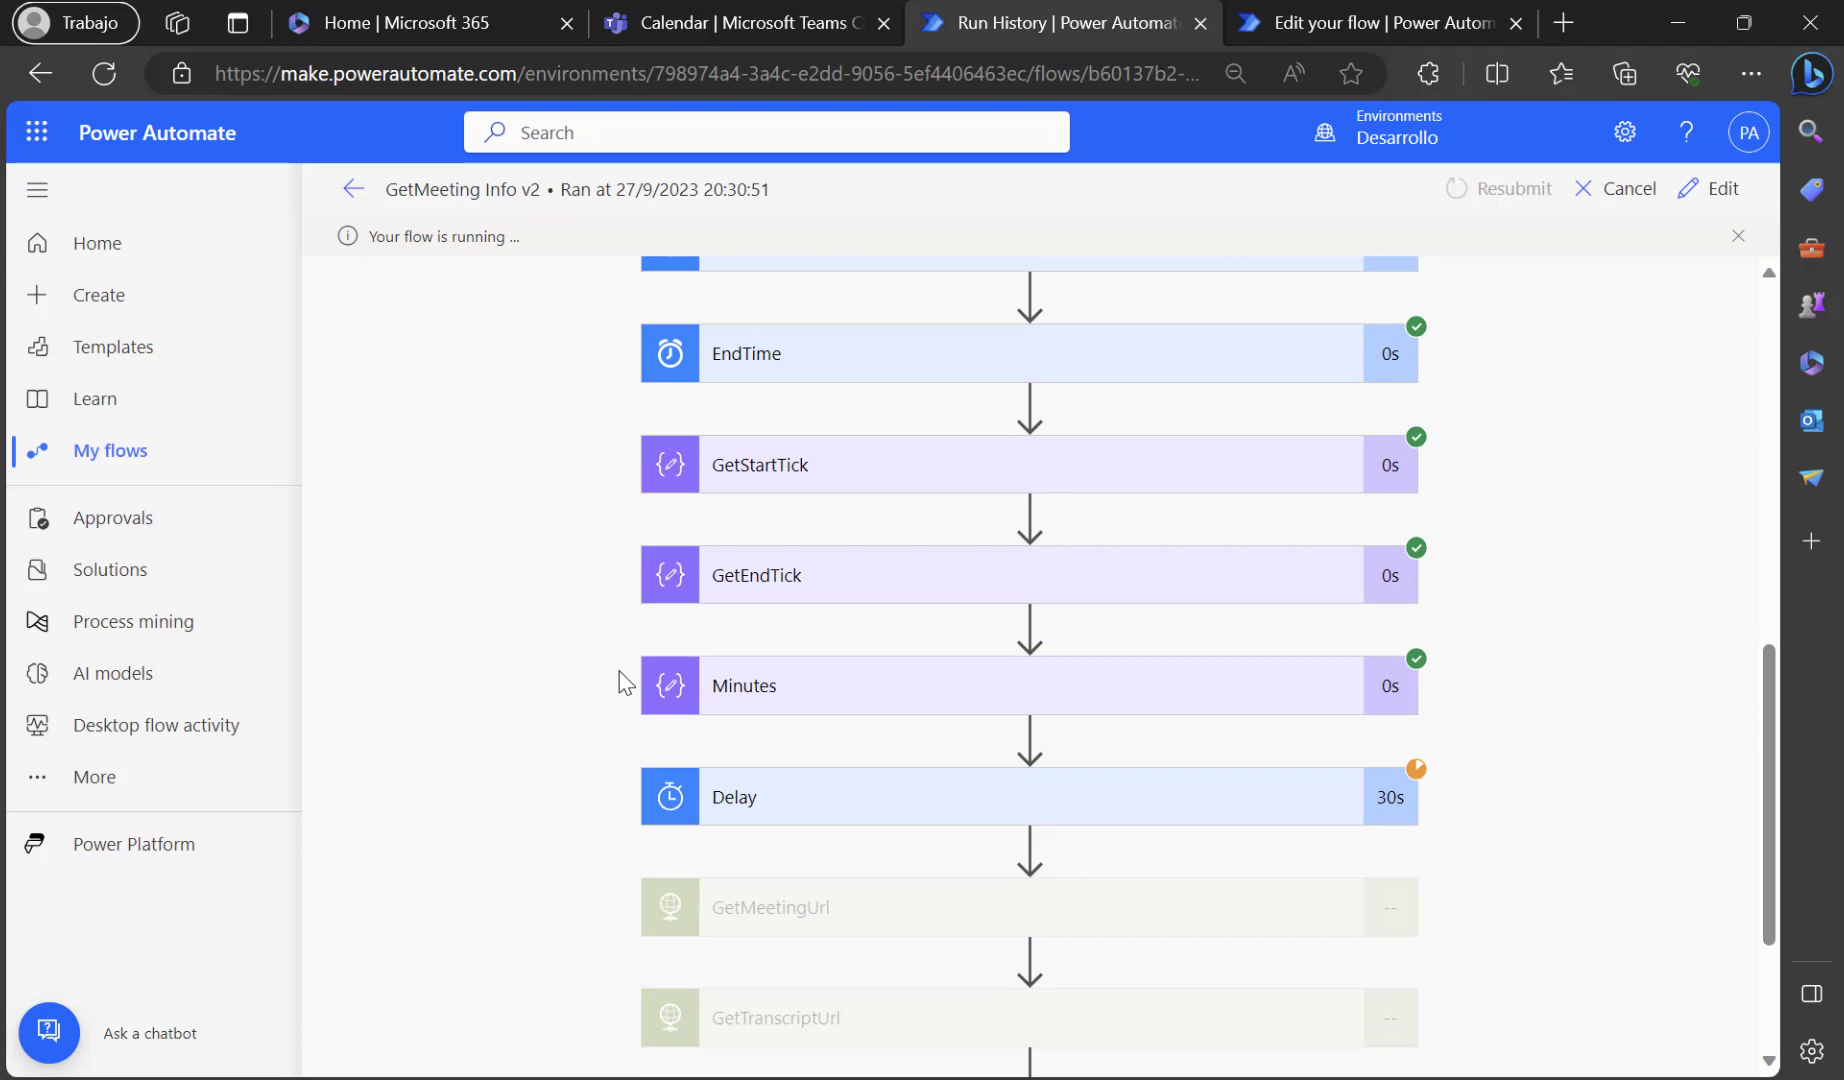 Trabajo
Home | Microsoft 365
Calendar | Microsoft Teams C
Run History | Power Automat
Edit your flow | Power Autom
https://make.powerautomate.com/environments/798974a4-3a4c-e2dd-9056-5ef4406463ec/flows/b60137b2-...
Power Automate
Search
Environments
Desarrollo
PA
GetMeeting Info v2 • Ran at 27/9/2023 20:30:51
Resubmit
Cancel
Edit
Your flow is running ...
Home
Create
Templates
Learn
My flows
Approvals
Solutions
Process mining
AI models
Desktop flow activity
More
Power Platform
Ask a chatbot
EndTime
0s
GetStartTick
0s
GetEndTick
0s
Minutes
0s
Delay
30s
GetMeetingUrl
--
GetTranscriptUrl
--